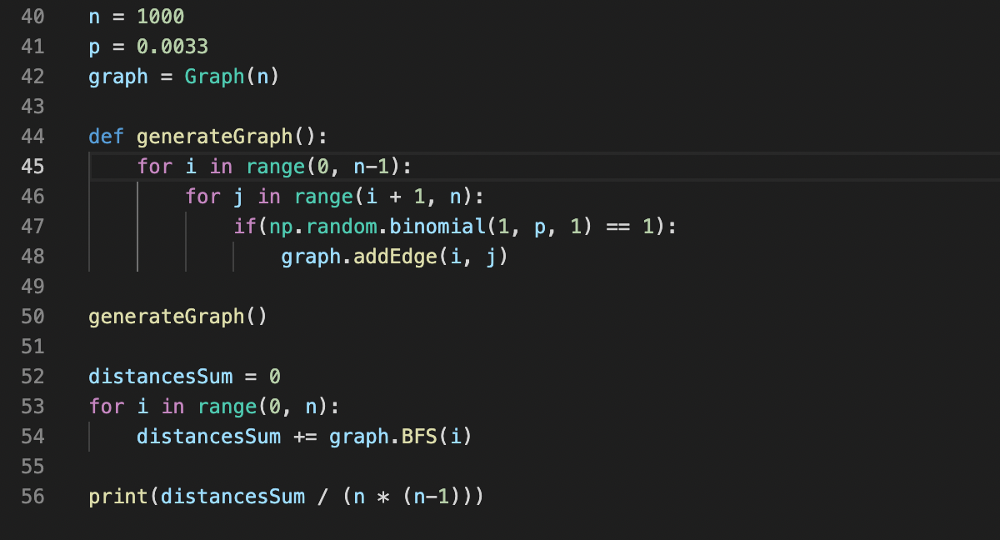 40 n = 1000
41 p = 0.0033
42 graph = Graph(n)
43
44 def generateGraph():
45     for i in range(0, n-1):
46         for j in range(i + 1, n):
47             if(np.random.binomial(1, p, 1) == 1):
48                 graph.addEdge(i, j)
49
50 generateGraph()
51
52 distancesSum = 0
53 for i in range(0, n):
54     distancesSum += graph.BFS(i)
55
56 print(distancesSum / (n * (n-1)))